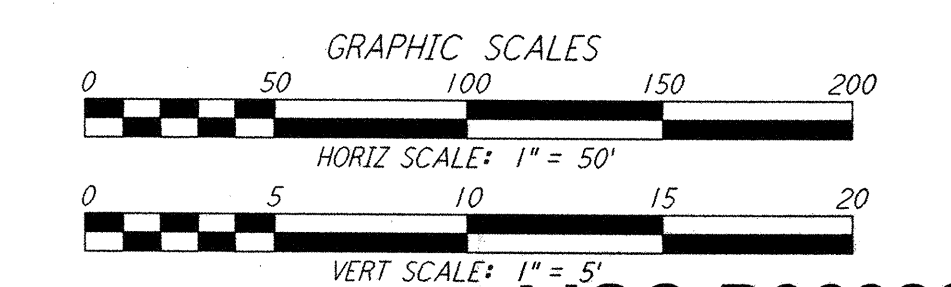 GRAPHIC SCALES
0 50 100 150 200
HORIZ SCALE: 1" = 50'
0 5 10 15 20
VERT SCALE: 1" = 5'